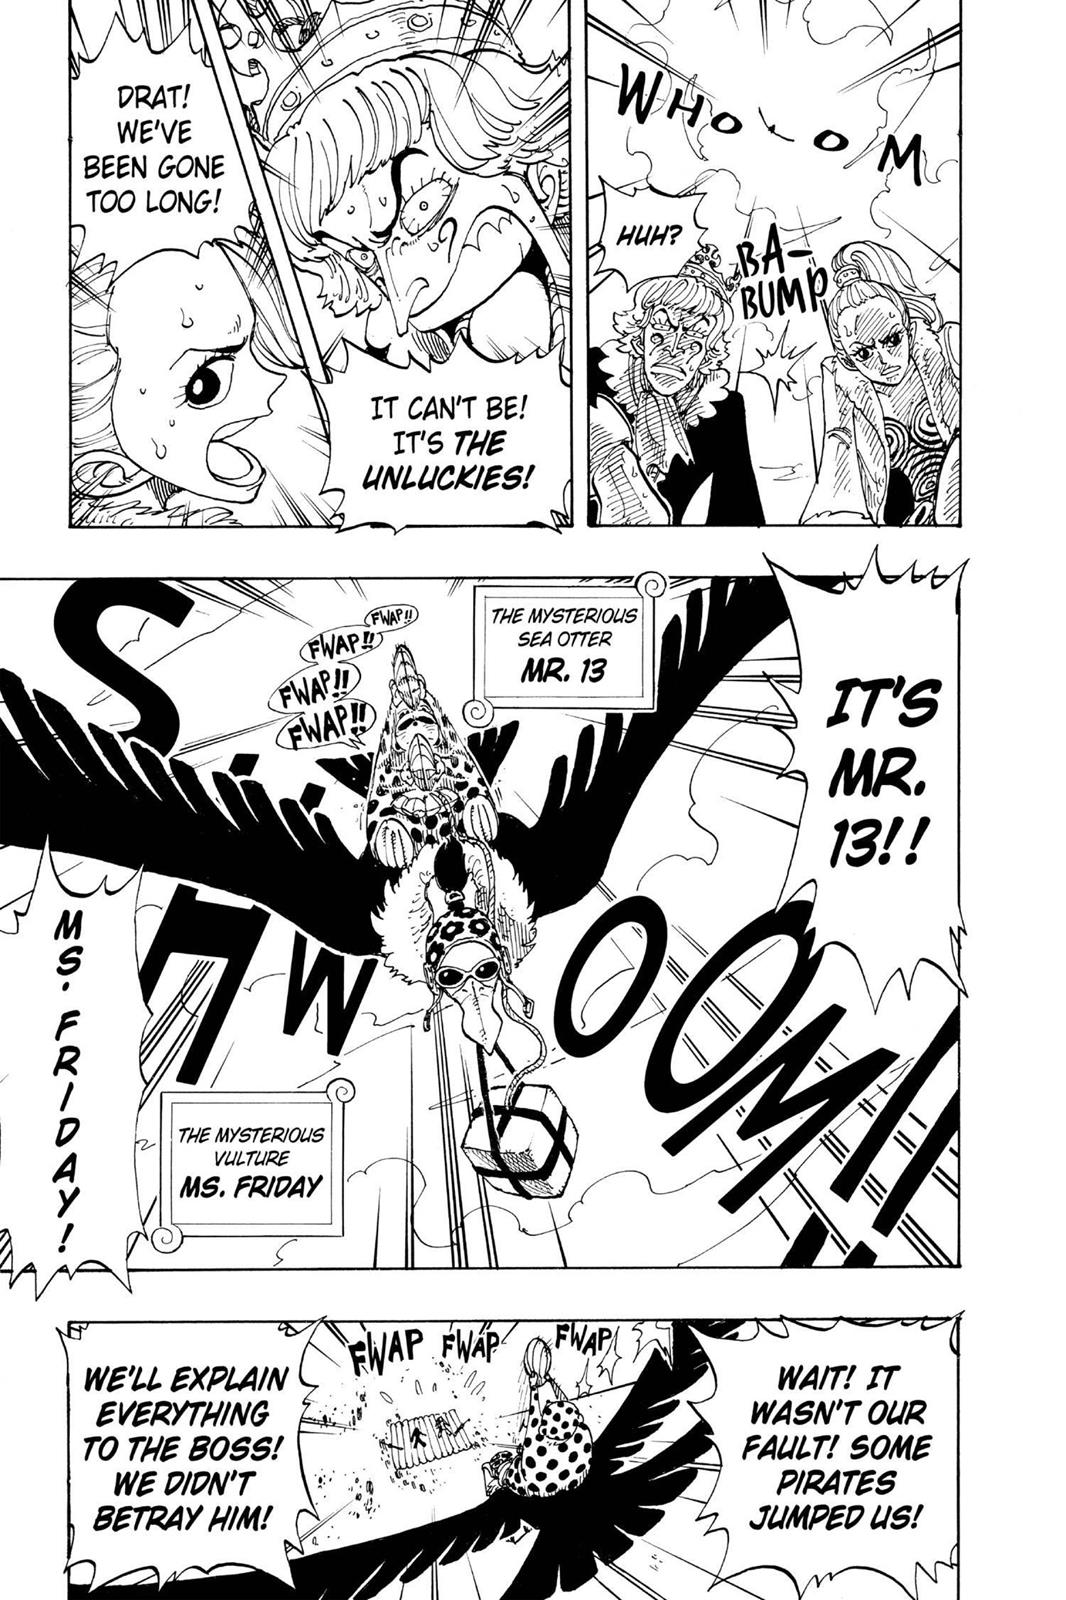 WHO-OM
HUH?
BA-
BUMP
IT CAN'T BE!
IT'S THE
UNLUCKIES!
DRAT!
WE'VE
BEEN GONE
TOO LONG!
IT'S
MR.
13!!
THE MYSTERIOUS
SEA OTTER
MR. 13
FWAP!!
FWAP!!
FWAP!!
FWAP!!
SHWOOOM!!
MS. FRIDAY!
THE MYSTERIOUS
VULTURE
MS. FRIDAY
WAIT! IT
WASN'T OUR
FAULT! SOME
PIRATES
JUMPED US!
FWAP
FWAP
FWAP
WE'LL EXPLAIN
EVERYTHING
TO THE BOSS!
WE DIDN'T
BETRAY HIM!